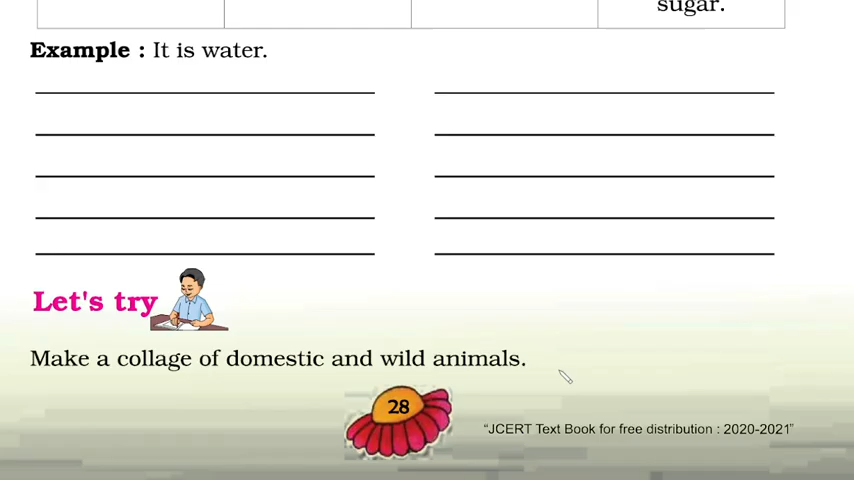 sugar.
Example : It is water.
Let's try
Make a collage of domestic and wild animals.
28
“JCERT Text Book for free distribution : 2020-2021”